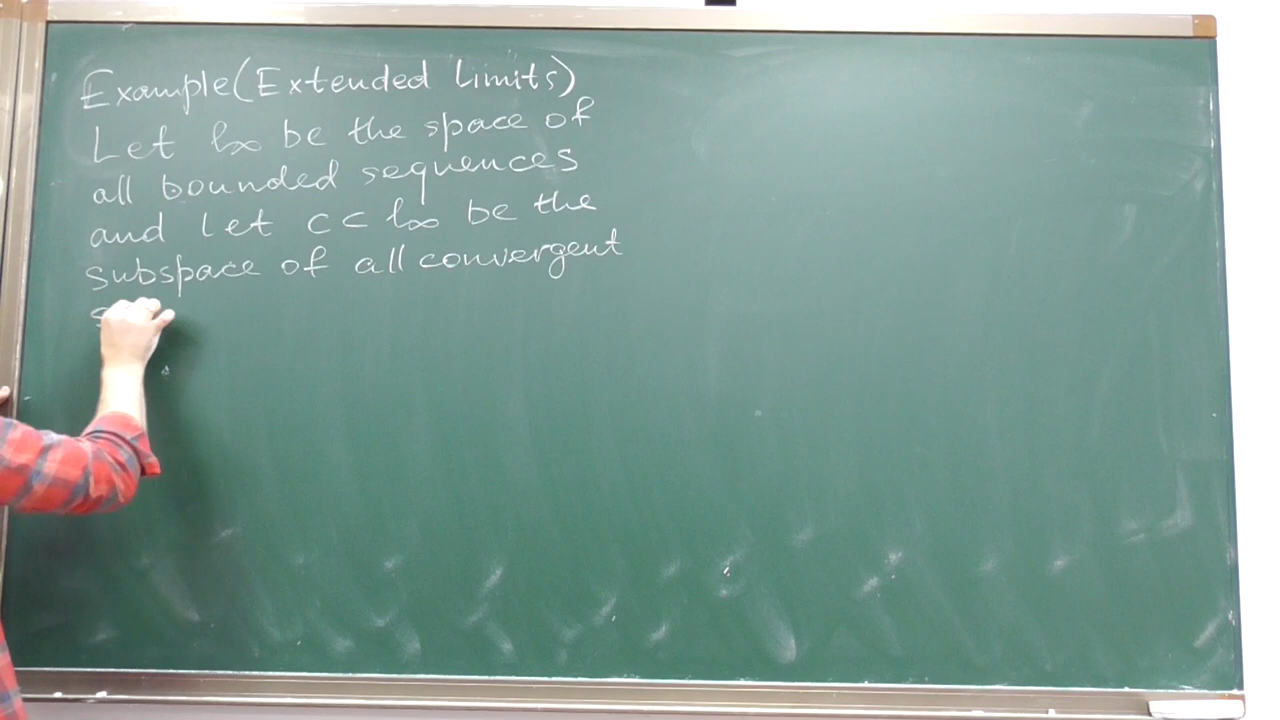 Example (Extended Limits)
Let l∞ be the space of
all bounded sequences
and let c ⊂ l∞ be the
subspace of all convergent
s